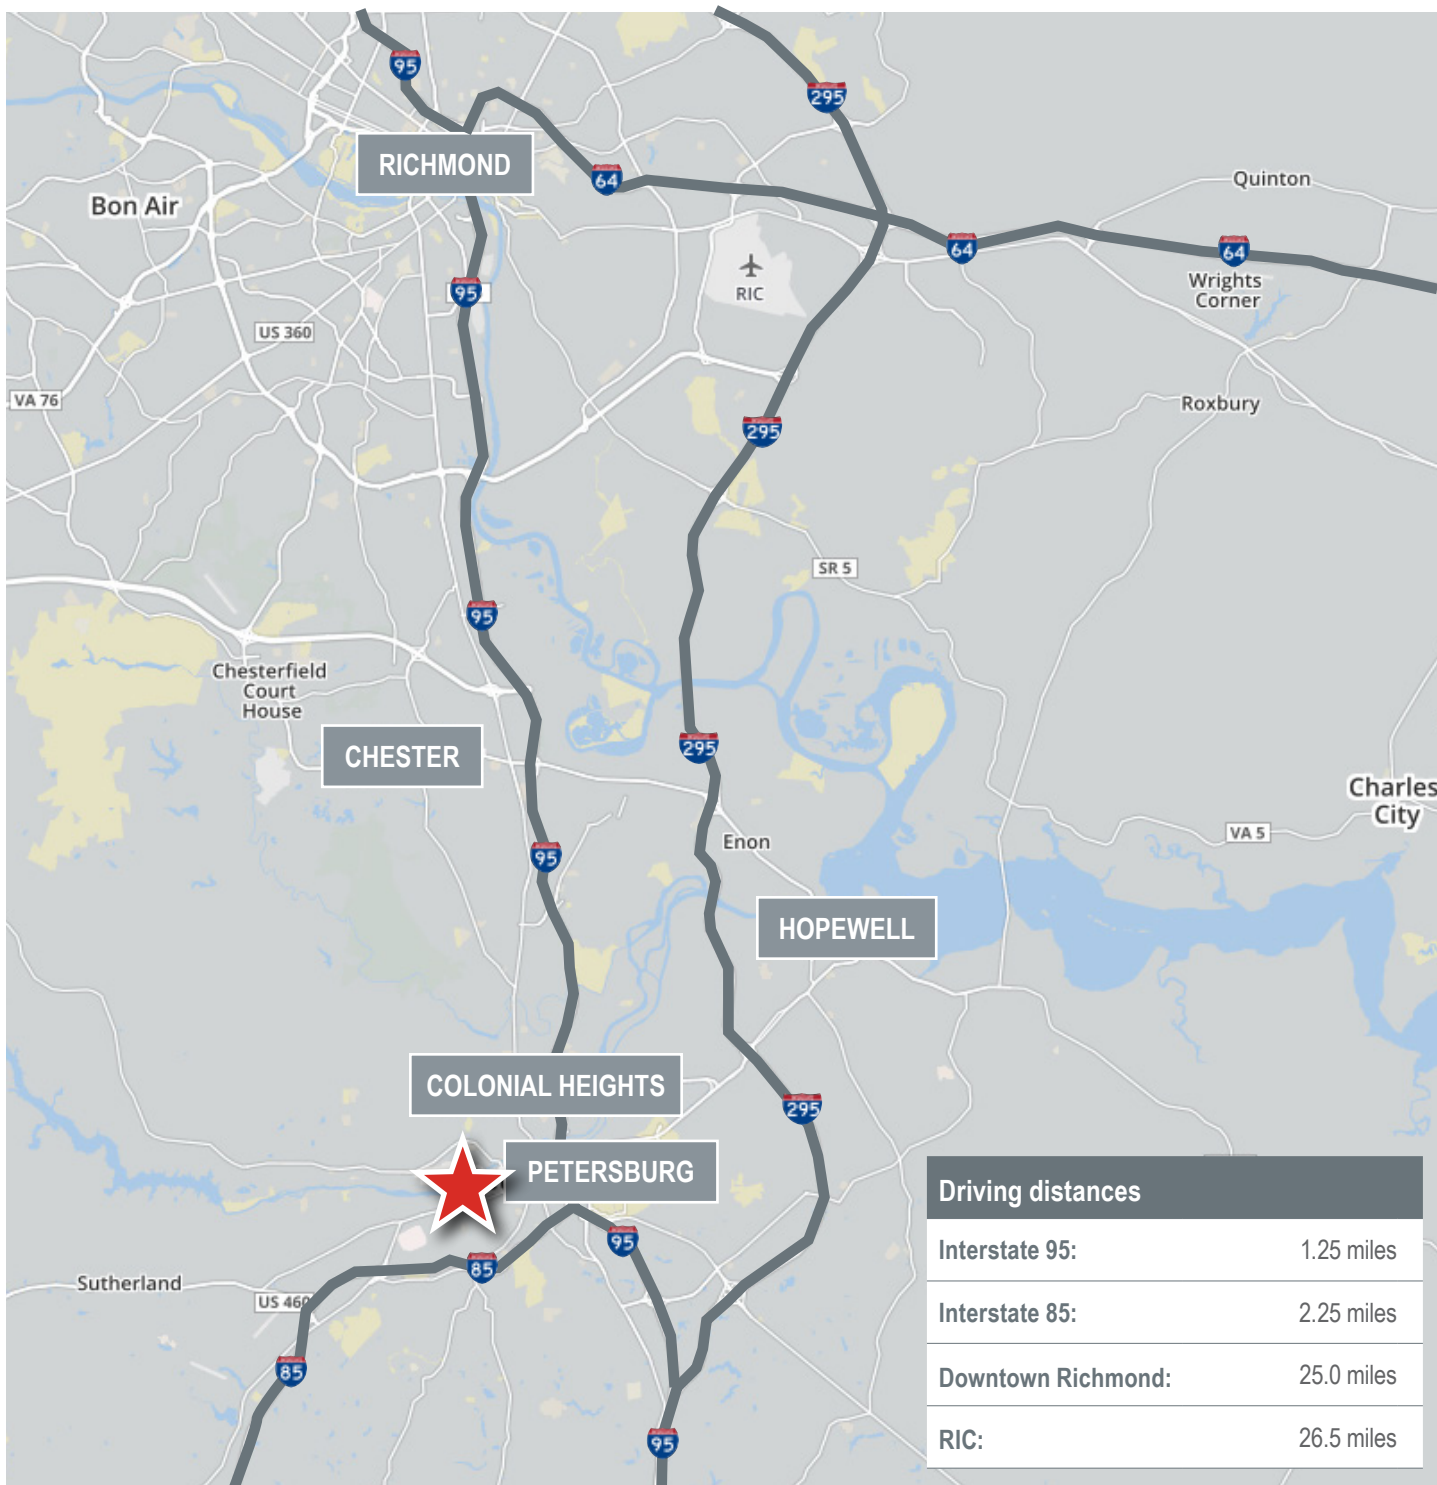 95
295
RICHMOND
64
Quinton
Bon Air
64
64
Wrights
Corner
RIC
95
US 360
VA 76
Roxbury
295
SR 5
95
Chesterfield
Court
House
295
CHESTER
Charles
City
VA 5
Enon
95
HOPEWELL
COLONIAL HEIGHTS
295
PETERSBURG
95
85
Sutherland
US 460
85
95
Driving distances
Interstate 95: 1.25 miles
Interstate 85: 2.25 miles
Downtown Richmond: 25.0 miles
RIC: 26.5 miles